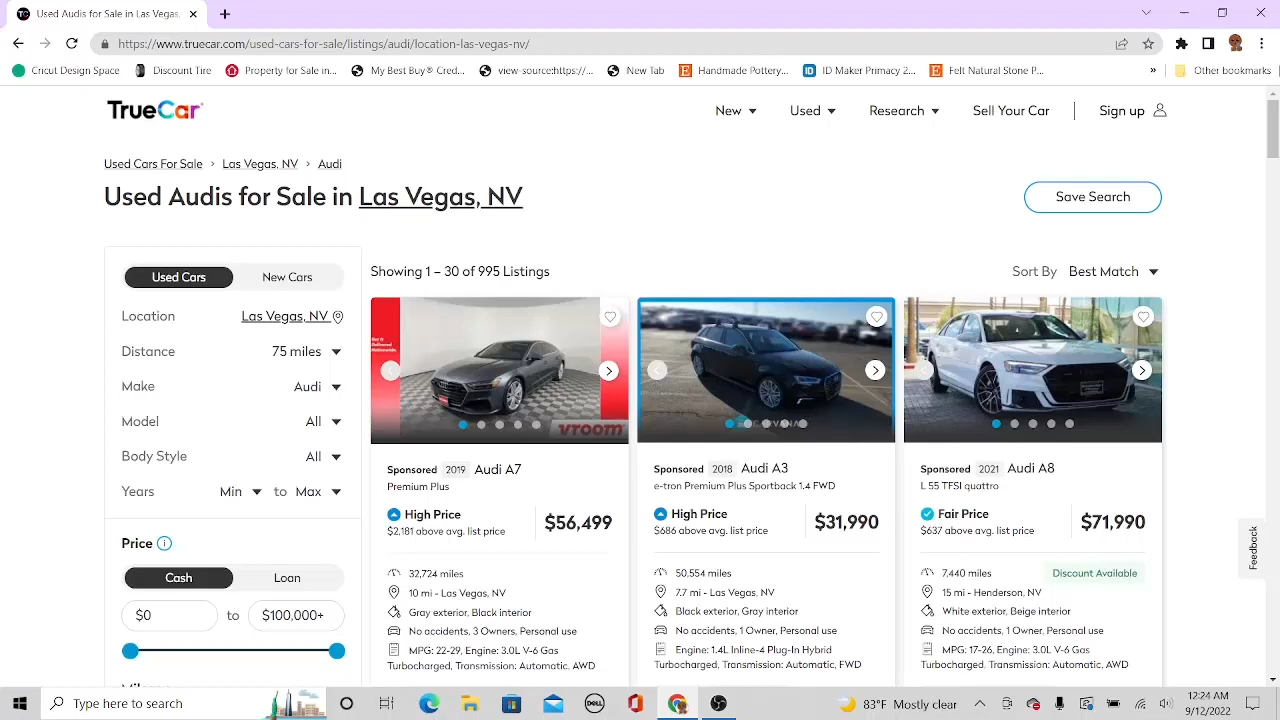 Used Audis for Sale in Las Vegas,
https://www.truecar.com/used-cars-for-sale/listings/audi/location-las-vegas-nv/
Cricut Design Space
Discount Tire
Property for Sale in...
My Best Buy® Cred...
view-source:https://...
New Tab
Handmade Pottery...
ID Maker Primacy 2...
Felt Natural Stone P...
»
Other bookmarks
TrueCar
New
Used
Research
Sell Your Car
Sign up
Used Cars For Sale > Las Vegas, NV > Audi
Used Audis for Sale in Las Vegas, NV
Save Search
Used Cars
New Cars
Showing 1 – 30 of 995 Listings
Sort By Best Match
Location Las Vegas, NV
Distance 75 miles
Make Audi
Model All
Body Style All
Years Min to Max
Price
Cash
Loan
$0 to $100,000+
Get it
Delivered
Nationwide.
vroom
Sponsored 2019 Audi A7
Premium Plus
High Price
$2,181 above avg. list price
$56,499
32,724 miles
10 mi - Las Vegas, NV
Gray exterior, Black interior
No accidents, 3 Owners, Personal use
MPG: 22-29, Engine: 3.0L V-6 Gas
Turbocharged, Transmission: Automatic, AWD
CARVANA
Sponsored 2018 Audi A3
e-tron Premium Plus Sportback 1.4 FWD
High Price
$686 above avg. list price
$31,990
50,554 miles
7.7 mi - Las Vegas, NV
Black exterior, Gray interior
No accidents, 1 Owner, Personal use
Engine: 1.4L Inline-4 Plug-In Hybrid
Turbocharged, Transmission: Automatic, FWD
Sponsored 2021 Audi A8
L 55 TFSI quattro
Fair Price
$637 above avg. list price
$71,990
7,440 miles
Discount Available
15 mi - Henderson, NV
White exterior, Beige interior
No accidents, 1 Owner, Personal use
MPG: 17-26, Engine: 3.0L V-6 Gas
Turbocharged, Transmission: Automatic, AWD
Feedback
Type here to search
DELL
83°F Mostly clear
12:24 AM
9/12/2022